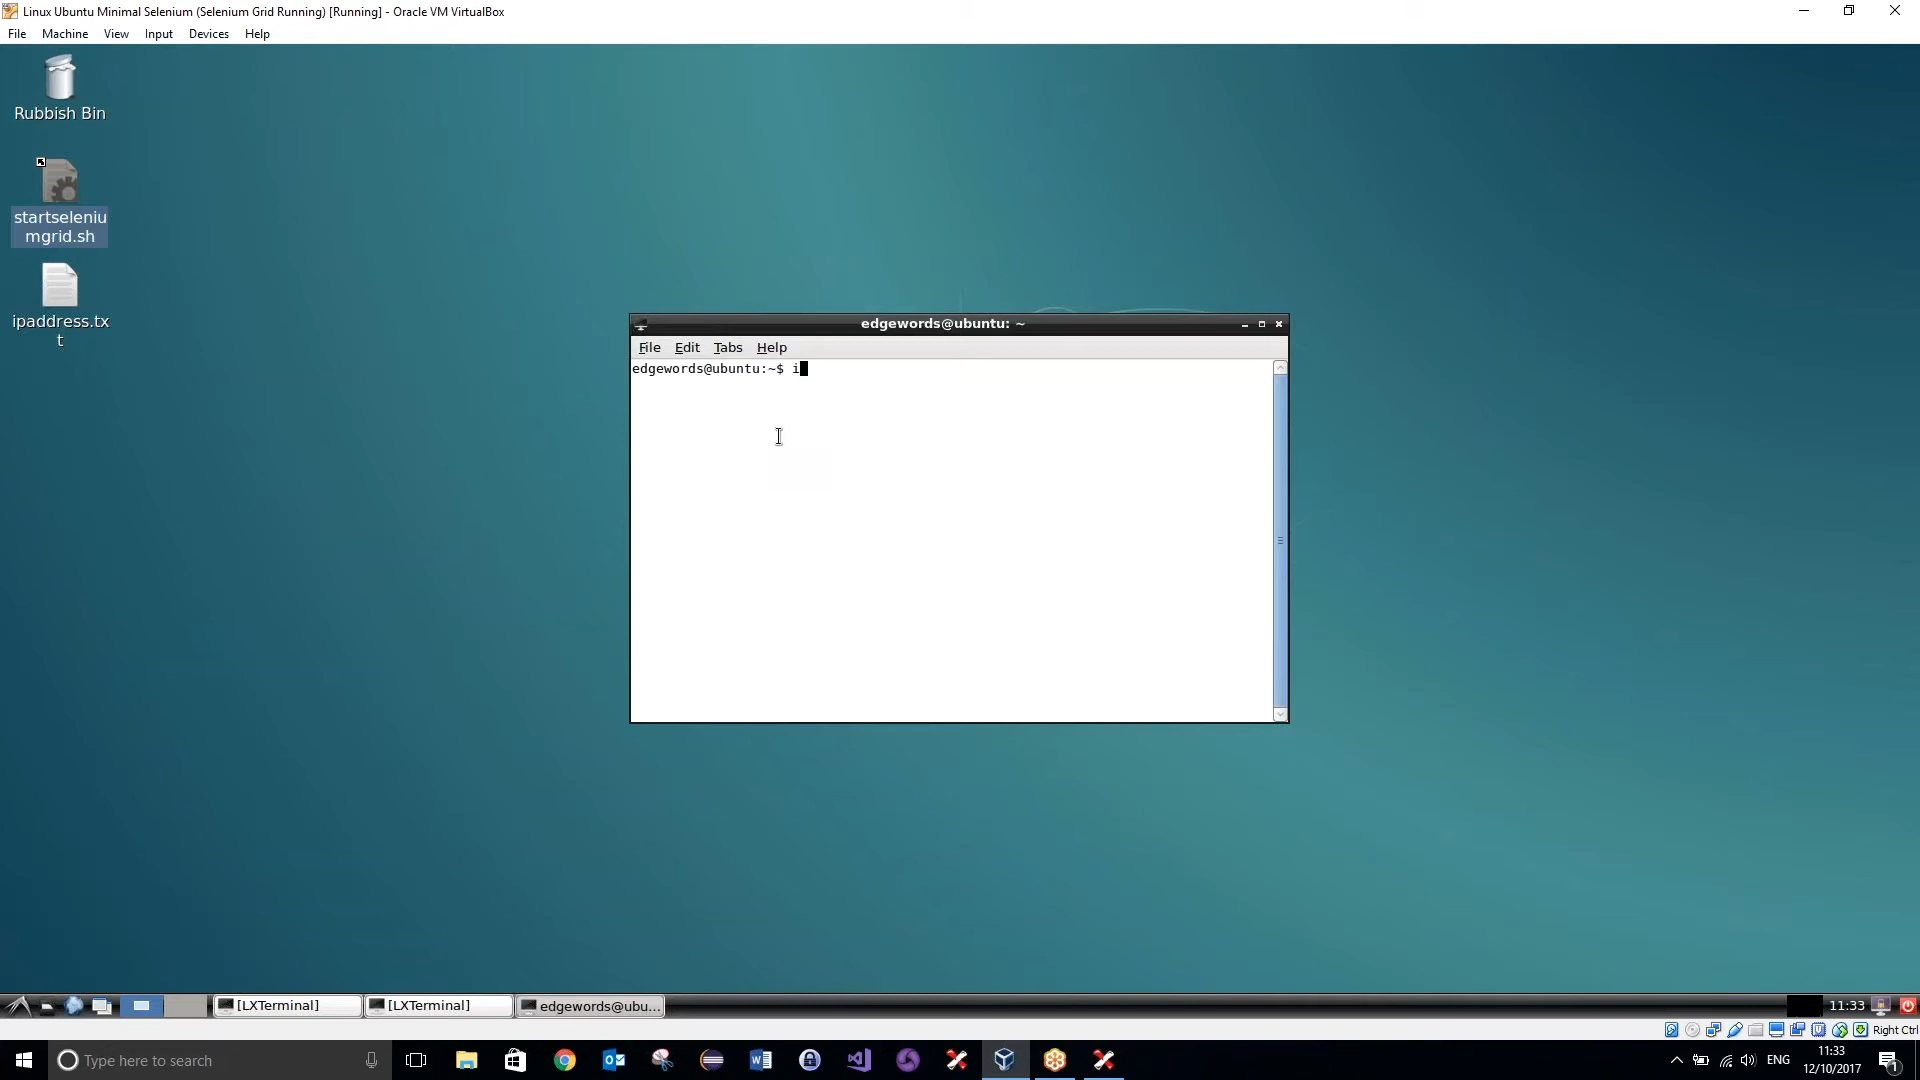 Linux Ubuntu Minimal Selenium (Selenium Grid Running) [Running] - Oracle VM VirtualBox
File Machine View Input Devices Help
Rubbish Bin
startseleniu
mgrid.sh
ipaddress.tx
t
edgewords@ubuntu: ~
File Edit Tabs Help
edgewords@ubuntu:~$ i
[LXTerminal] [LXTerminal] edgewords@ubu... 11:33
Right Ctrl
Type here to search
ENG
11:33
12/10/2017
1